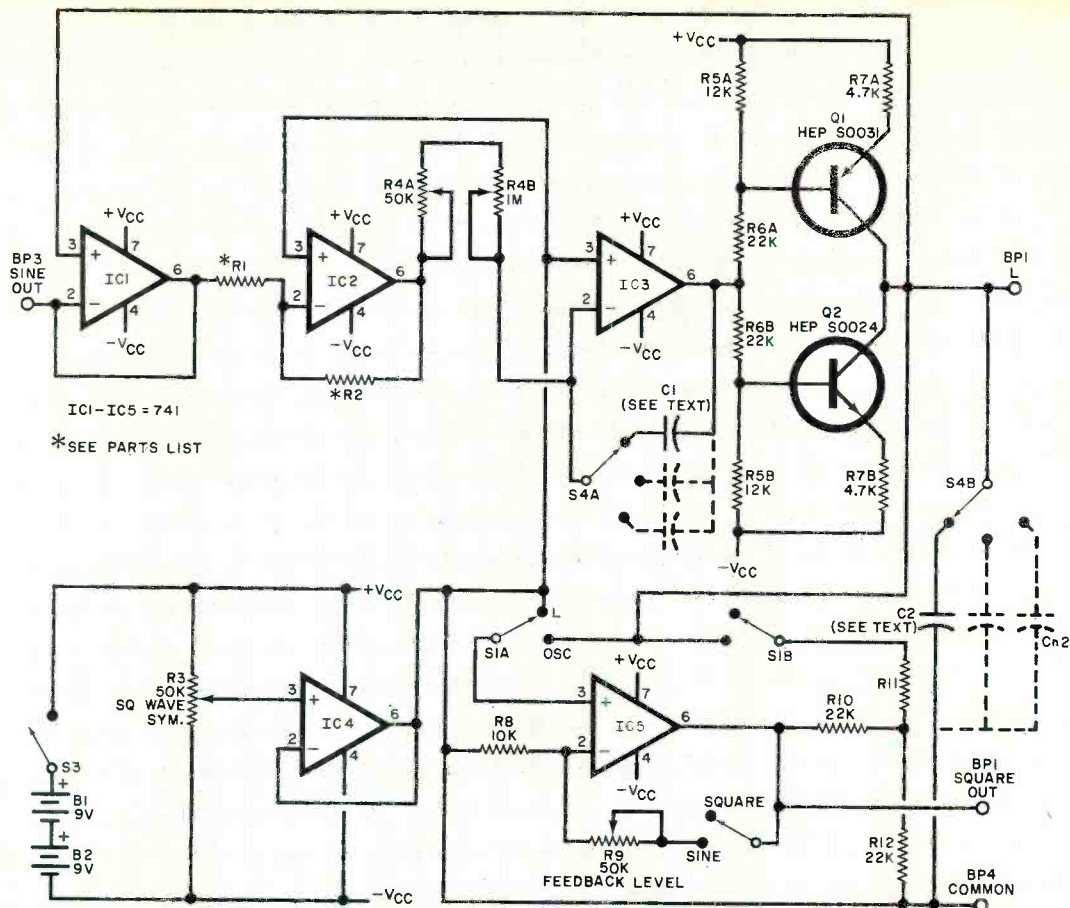 +VCC
R5A
12K
R7A
4.7K
Q1
HEP S0031
R4A
50K
R4B
1M
R6A
22K
+VCC
+VCC
BP3
SINE
OUT
3
+
7
IC1
6
2
−
4
−VCC
*R1
3
+
7
IC2
6
2
−
4
−VCC
*R2
3
+
7
IC3
6
2
−
4
−VCC
+VCC
BP1
L
Q2
HEP S0024
R6B
22K
C1
(SEE TEXT)
IC1-IC5 = 741
*SEE PARTS LIST
S4A
R5B
12K
R7B
4.7K
S4B
−VCC
+VCC
C2
(SEE TEXT)
Cn2
L
S1A
OSC
S1B
R3
50K
SQ WAVE
SYM.
3
+
7
IC4
6
2
−
4
+VCC
R11
3
+
7
IC5
6
2
−
4
−VCC
R8
10K
R10
22K
S3
+
B1
9V
+
B2
9V
SQUARE
SINE
R9
50K
FEEDBACK LEVEL
BP1
SQUARE
OUT
R12
22K
BP4
COMMON
−VCC